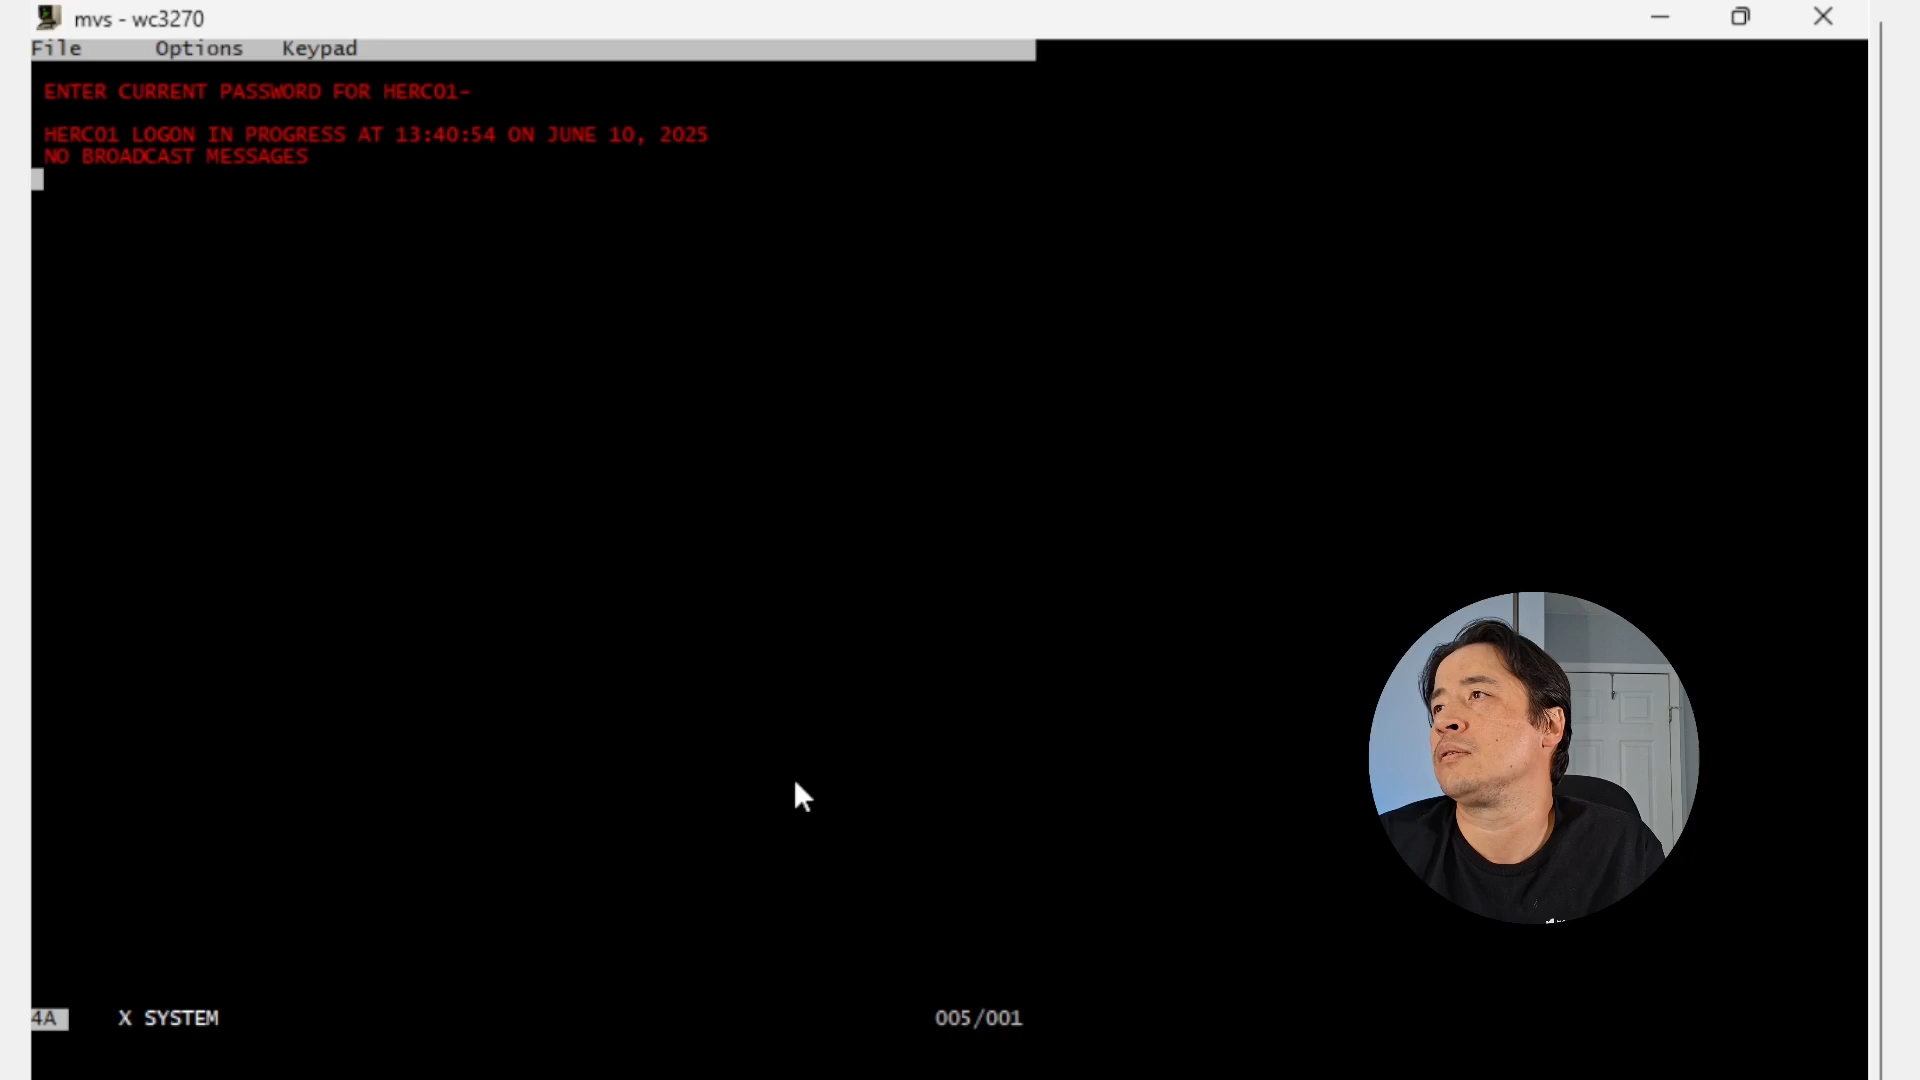 mvs - wc3270
File Options Keypad
ENTER CURRENT PASSWORD FOR HERC01-
HERC01 LOGON IN PROGRESS AT 13:40:54 ON JUNE 10, 2025
NO BROADCAST MESSAGES
4A X SYSTEM 005/001